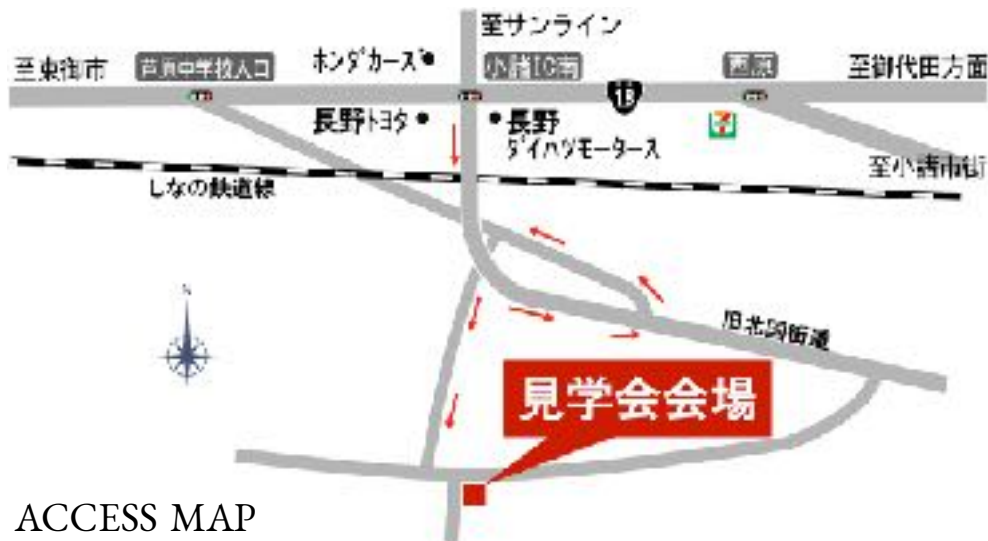 至サンライン
至東御市
芦原中学校入口
ホンダカーズ
小諸IC南
西原
至御代田方面
18
長野トヨタ
長野
ダイハツモータース
7
至小諸市街
しなの鉄道線
N
旧北国街道
見学会会場
ACCESS MAP